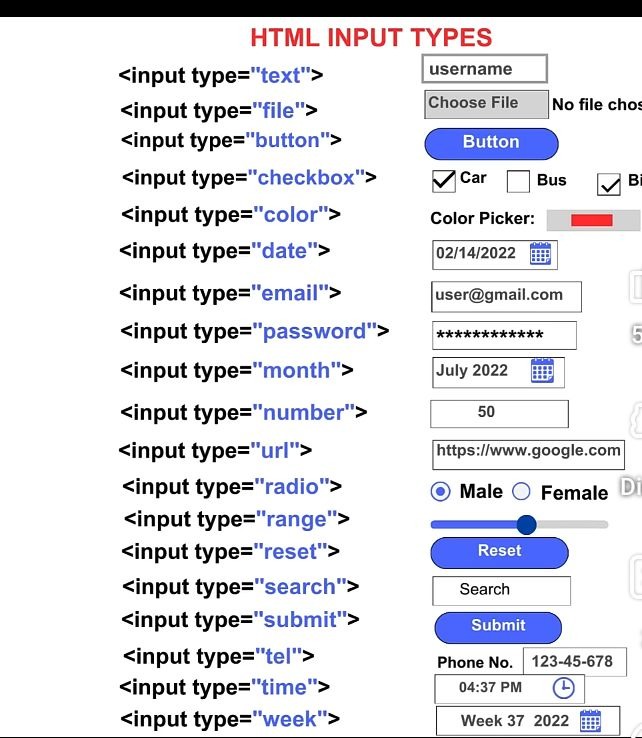 HTML INPUT TYPES
<input type="text"> username
<input type="file"> Choose File No file chos
<input type="button"> Button
<input type="checkbox"> Car Bus Bi
<input type="color"> Color Picker:
<input type="date"> 02/14/2022
<input type="email"> user@gmail.com
<input type="password"> ************
<input type="month"> July 2022
<input type="number"> 50
<input type="url"> https://www.google.com
<input type="radio"> Male Female Di
<input type="range">
<input type="reset"> Reset
<input type="search"> Search
<input type="submit"> Submit
<input type="tel"> Phone No. 123-45-678
<input type="time"> 04:37 PM
<input type="week"> Week 37 2022